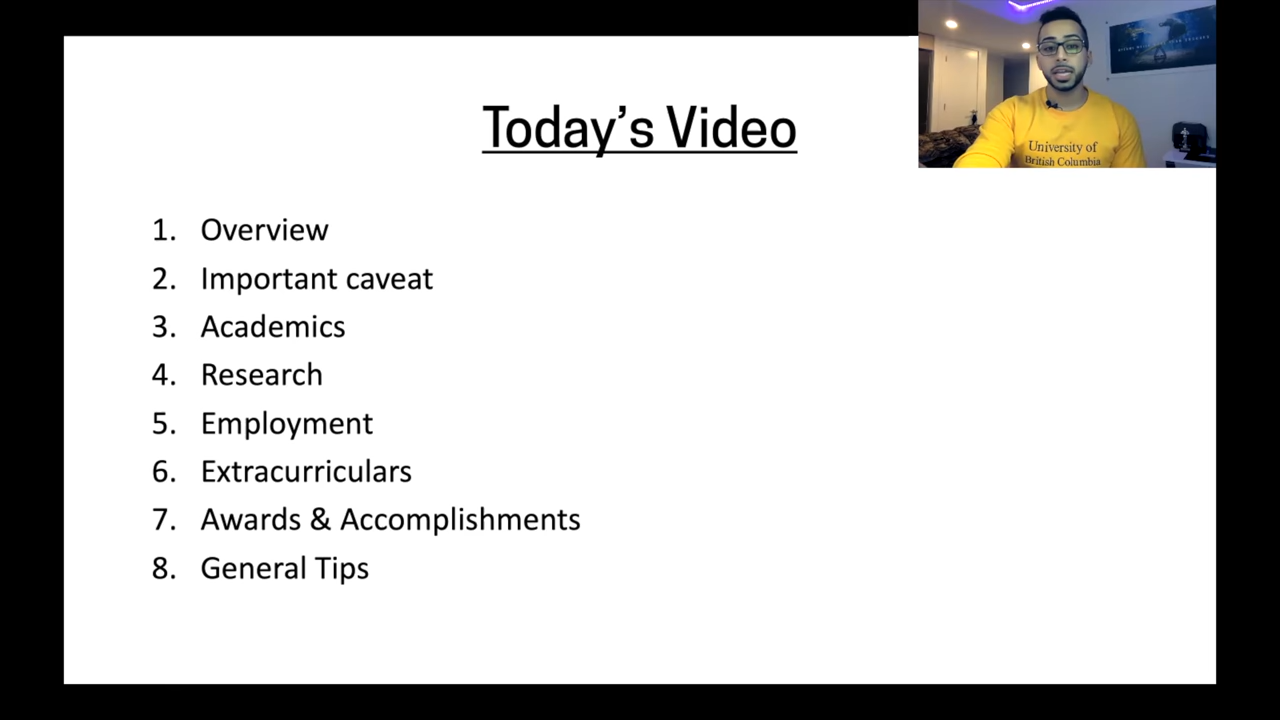 Today's Video
University of
British Columbia
1. Overview
2. Important caveat
3. Academics
4. Research
5. Employment
6. Extracurriculars
7. Awards & Accomplishments
8. General Tips